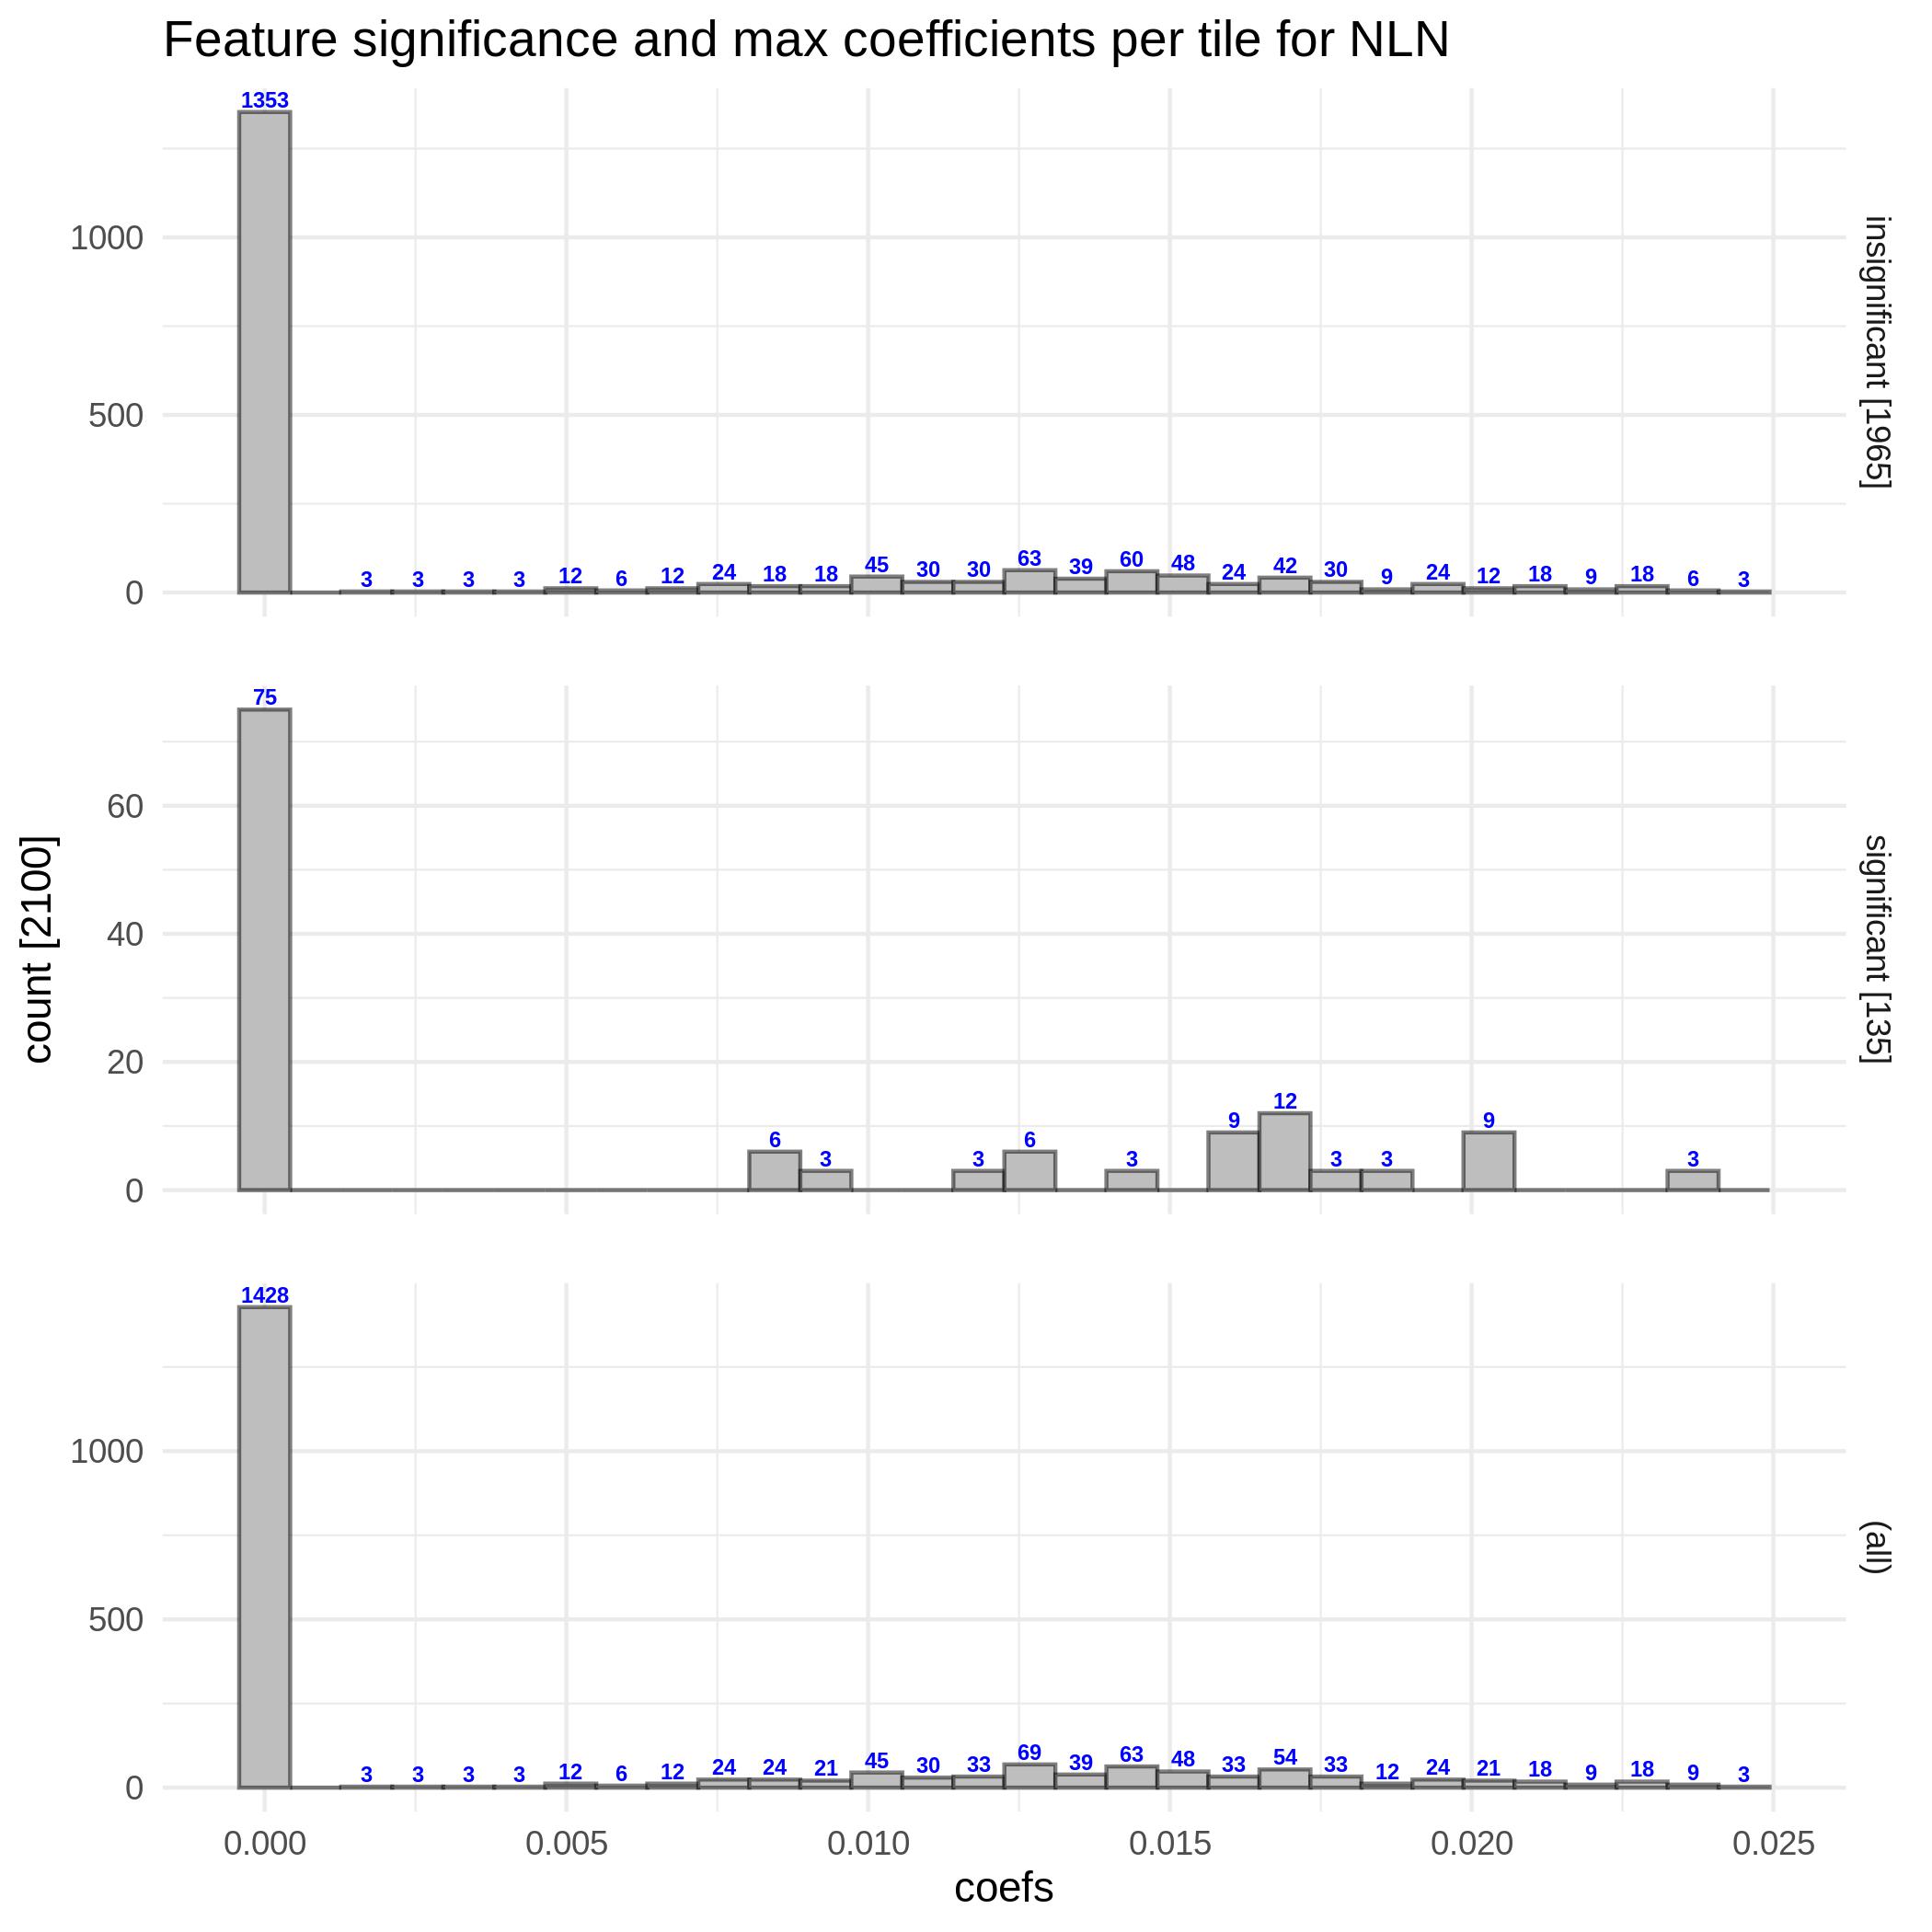 Feature significance and max coefficients per tile for NLN
1353
3 3 3 3 12 6 12 24 18 18 45 30 30 63 39 60 48 24 42 30 9 24 12 18 9 18 6 3
1000
500
0
insignificant [1965]
75
6 3 3 6 3 9 12 3 3 9 3
60
40
20
0
significant [135]
count [2100]
1428
3 3 3 3 12 6 12 24 24 21 45 30 33 69 39 63 48 33 54 33 12 24 21 18 9 18 9 3
1000
500
0
(all)
0.000 0.005 0.010 0.015 0.020 0.025
coefs